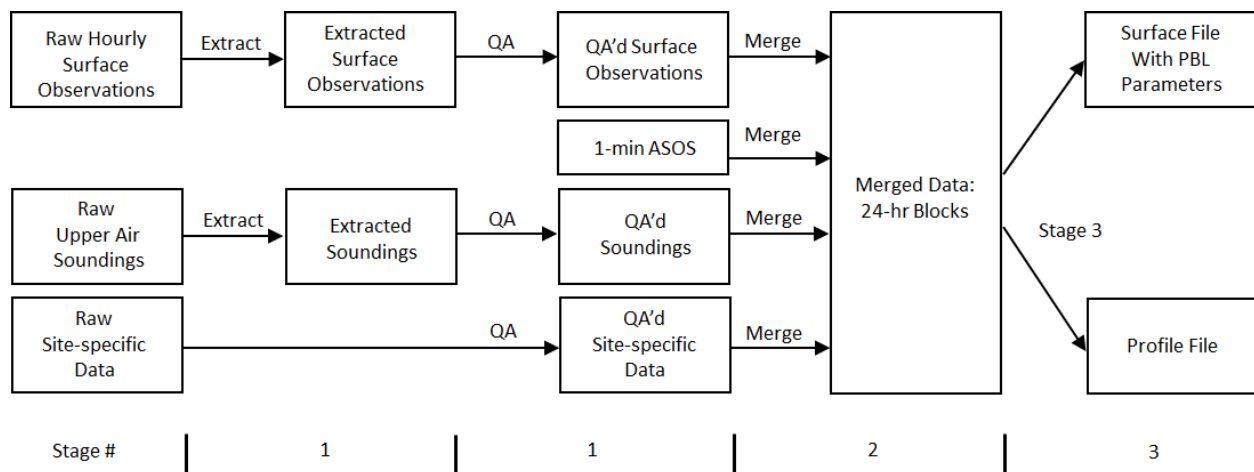 Raw Hourly
Surface
Observations
Extract
Extracted
Surface
Observations
QA
QA’d Surface
Observations
Merge
Surface File
With PBL
Parameters
1-min ASOS
Merge
Merged Data:
24-hr Blocks
Raw
Upper Air
Soundings
Extract
Extracted
Soundings
QA
QA’d
Soundings
Merge
Stage 3
Raw
Site-specific
Data
QA
QA’d
Site-specific
Data
Merge
Profile File
Stage # 1 1 2 3